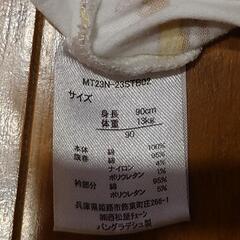 MT23N-23STB02
サイズ
身長 90cm
体重 13kg
90
本体 綿 100%
腹巻 綿 95%
ナイロン 4%
ポリウレタン 1%
衿部分 綿 95%
ポリウレタン 5%
兵庫県姫路市飾東町庄266-1
㈱西松屋チェーン
バングラデシュ製